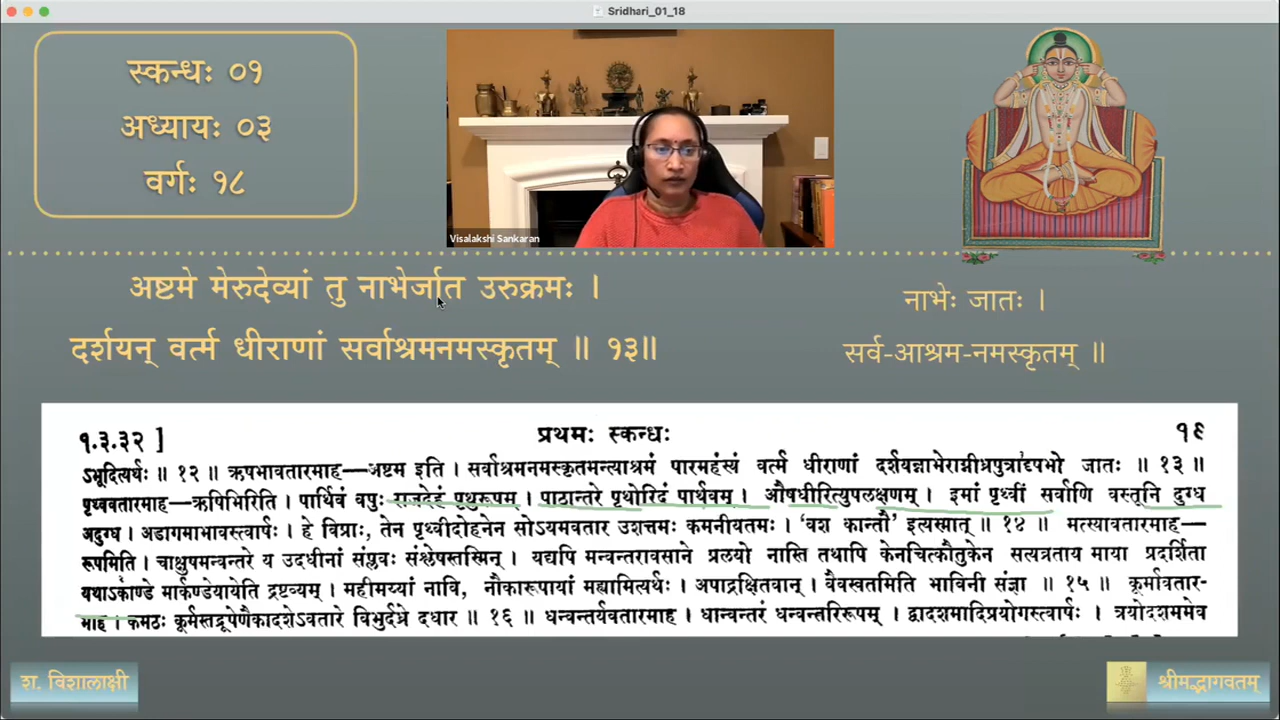 Sridhari_01_18
स्कन्धः ०१
अध्यायः ०३
वर्गः १८
Visalakshi Sankaran
अष्टमे मेरुदेव्यां तु नाभेर्जात उरुक्रमः ।
दर्शयन् वर्त्म धीराणां सर्वाश्रमनमस्कृतम् ॥ १३॥
नाभेः जातः ।
सर्व-आश्रम-नमस्कृतम् ॥
१.३.३२ ] प्रथमः स्कन्धः १९
ऽभूदित्यर्थः ॥ १२ ॥ ऋषभावतारमाह—अष्टम इति । सर्वाश्रमनमस्कृतमन्त्याश्रमं पारमहंस्यं वर्त्म धीराणां दर्शयन्नाभेराग्नीध्रपुत्रादृषभो जातः ॥ १३ ॥
पृथ्ववतारमाह—ऋषिभिरिति । पार्थिवं वपुः राजदेहं पृथुरूपम् । पाठान्तरे पृथोरिदं पार्थवम् । औषधीरित्युपलक्षणम् । इमां पृथ्वीं सर्वाणि वस्तूनि दुग्ध
अदुग्ध । अडागमाभावस्त्वार्षः । हे विप्राः, तेन पृथ्वीदोहनेन सोऽयमवतार उशत्तमः कमनीयतमः । ‘वश कान्तौ’ इत्यस्मात् ॥ १४ ॥ मत्स्यावतारमाह—
रूपमिति । चाक्षुषमन्वन्तरे य उदधीनां संप्लवः संश्लेषस्तस्मिन् । यद्यपि मन्वन्तरावसाने प्रलयो नास्ति तथापि केनचित्कौतुकेन सत्यव्रताय माया प्रदर्शिता
यथाऽकाण्डे मार्कण्डेयायेति द्रष्टव्यम् । महीमय्यां नावि, नौकारूपायां मह्यामित्यर्थः । अपाद्रक्षितवान् । वैवस्वतमिति भाविनी संज्ञा ॥ १५ ॥ कूर्मावतार-
माह । कमठः कूर्मस्तद्रूपेणैकादशेऽवतारे विभुर्दध्रे दधार ॥ १६ ॥ धन्वन्तर्यवतारमाह । धान्वन्तरं धन्वन्तरिरूपम् । द्वादशमादिप्रयोगस्त्वार्षः । त्रयोदशममेव
श. विशालाक्षी
श्रीमद्भागवतम्